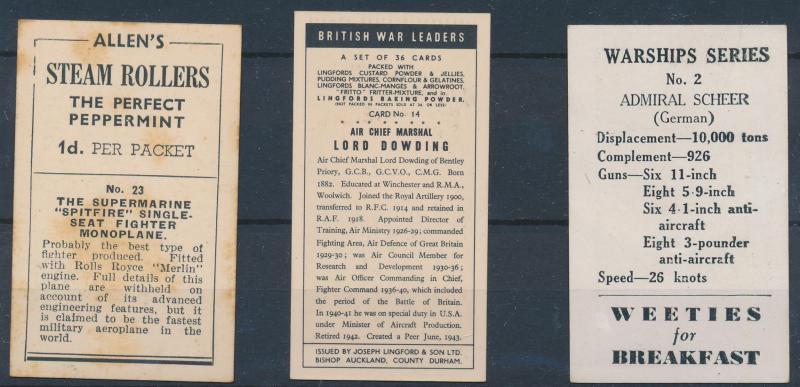 ALLEN'S
STEAM ROLLERS
THE PERFECT
PEPPERMINT
1d. PER PACKET
No. 23
THE SUPERMARINE
"SPITFIRE" SINGLE-
SEAT FIGHTER
MONOPLANE.
Probably the best type of
fighter produced. Fitted
with Rolls Royce "Merlin"
engine. Full details of this
plane are withheld on
account of its advanced
engineering features, but it
is claimed to be the fastest
military aeroplane in the
world.
BRITISH WAR LEADERS
A SET OF 36 CARDS
PACKED WITH
LINGFORDS CUSTARD POWDER & JELLIES,
PUDDING MIXTURES, CORNFLOUR & GELATINES,
LINGFORDS BLANC-MANGES & ARROWROOT,
"FRITTO" FRITTER-MIXTURE, and in
LINGFORDS BAKING POWDER.
(NOT PACKED IN PACKETS SOLD AT 2d. OR LESS)
CARD No. 14
AIR CHIEF MARSHAL
LORD DOWDING
Air Chief Marshal Lord Dowding of Bentley
Priory, G.C.B., G.C.V.O., C.M.G. Born
1882. Educated at Winchester and R.M.A.,
Woolwich. Joined the Royal Artillery 1900,
transferred to R.F.C. 1914 and retained in
R.A.F. 1918. Appointed Director of
Training, Air Ministry 1926-29; commanded
Fighting Area, Air Defence of Great Britain
1929-30; was Air Council Member for
Research and Development 1930-36;
was Air Officer Commanding in Chief,
Fighter Command 1936-40, which included
the period of the Battle of Britain.
In 1940-41 he was on special duty in U.S.A.
under Minister of Aircraft Production.
Retired 1942. Created a Peer June, 1943.
ISSUED BY JOSEPH LINGFORD & SON LTD.
BISHOP AUCKLAND, COUNTY DURHAM.
WARSHIPS SERIES
No. 2
ADMIRAL SCHEER
(German)
Displacement—10,000 tons
Complement—926
Guns—Six 11-inch
Eight 5·9-inch
Six 4·1-inch anti-
aircraft
Eight 3-pounder
anti-aircraft
Speed—26 knots
WEETIES
for
BREAKFAST